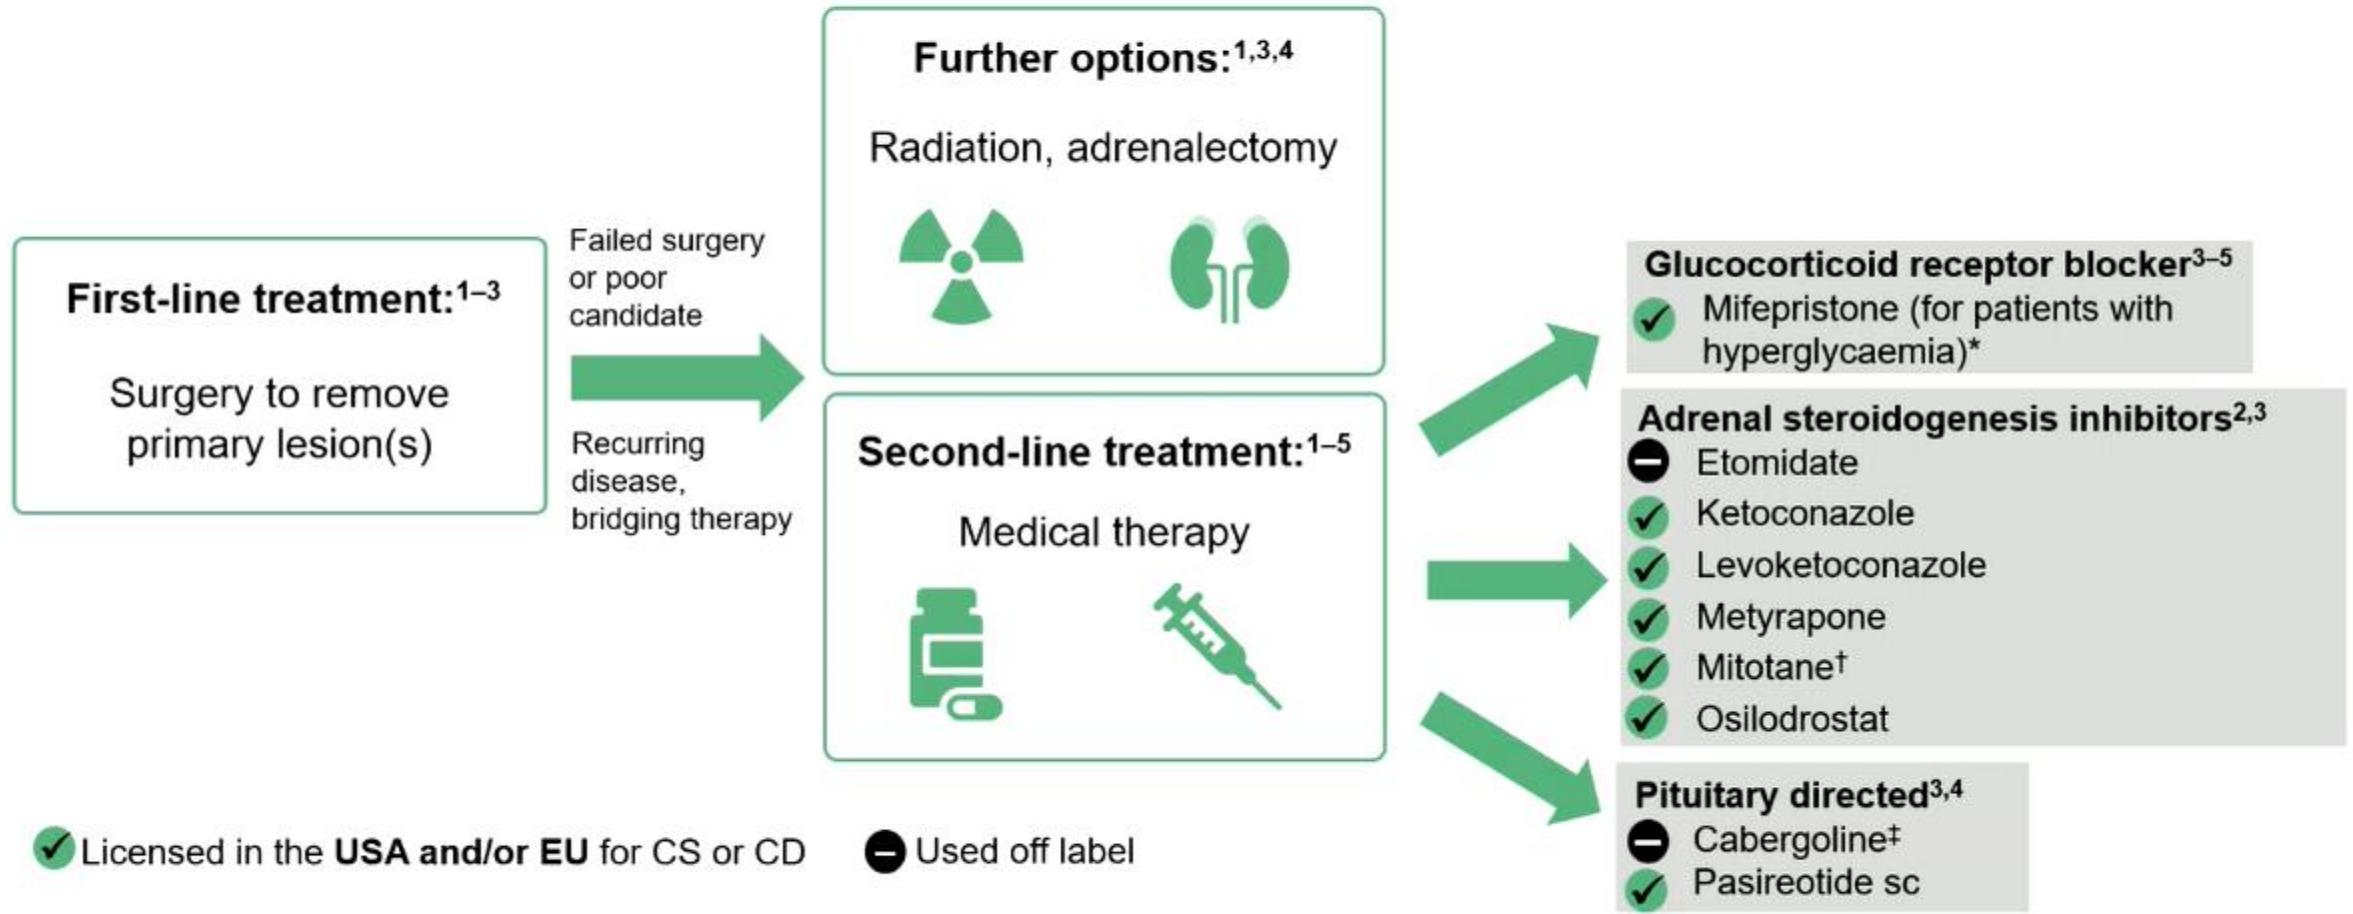 First-line treatment:1–3
Surgery to remove
primary lesion(s)
Failed surgery
or poor
candidate
Recurring
disease,
bridging therapy
Further options:1,3,4
Radiation, adrenalectomy
Second-line treatment:1–5
Medical therapy
Glucocorticoid receptor blocker3–5
Mifepristone (for patients with
hyperglycaemia)*
Adrenal steroidogenesis inhibitors2,3
Etomidate
Ketoconazole
Levoketoconazole
Metyrapone
Mitotane†
Osilodrostat
Pituitary directed3,4
Cabergoline‡
Pasireotide sc
Licensed in the USA and/or EU for CS or CD
Used off label